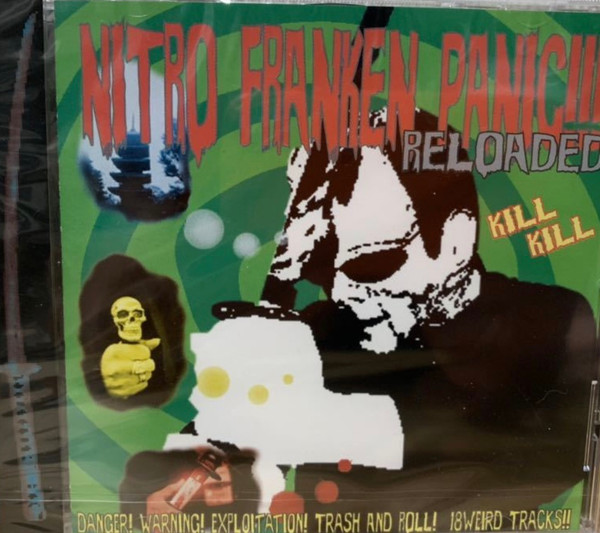 NITRO FRANKEN PANIC!!!
RELOADED
KILL
KILL
DANGER! WARNING! EXPLOITATION! TRASH AND ROLL! 18WEIRD TRACKS!!